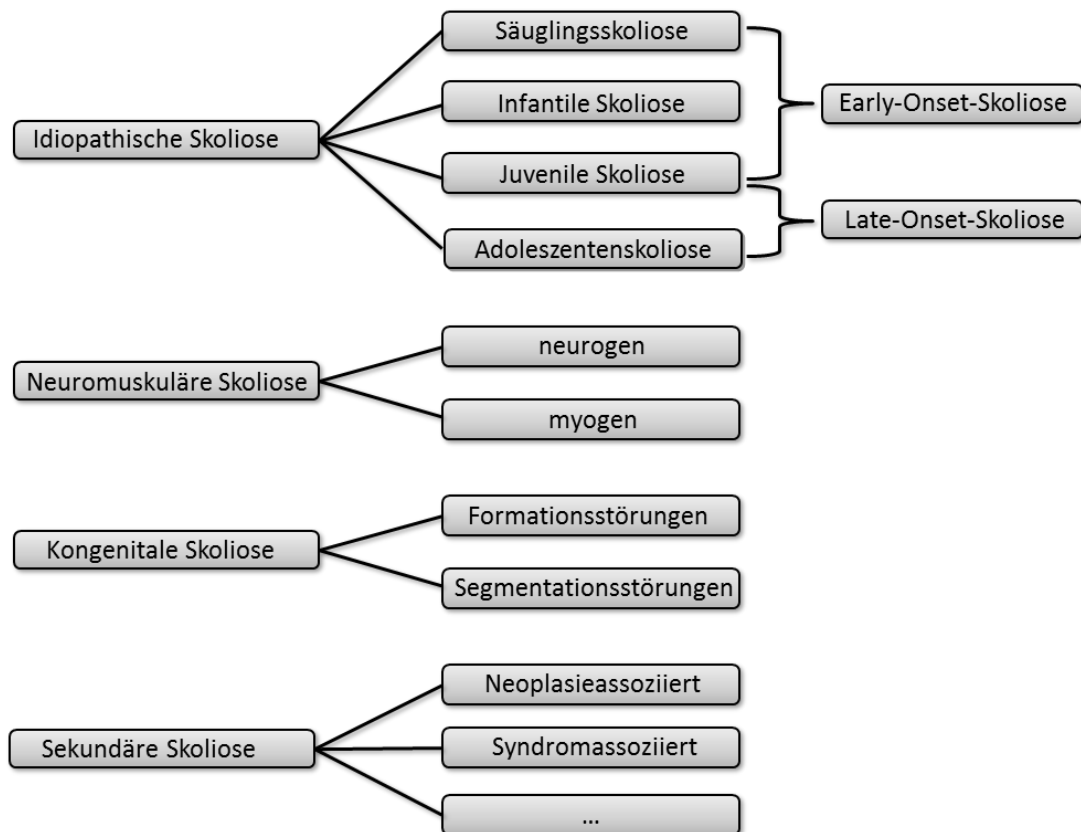 Idiopathische Skoliose
Säuglingsskoliose
Infantile Skoliose
Juvenile Skoliose
Adoleszentenskoliose
Early-Onset-Skoliose
Late-Onset-Skoliose
Neuromuskuläre Skoliose
neurogen
myogen
Kongenitale Skoliose
Formationsstörungen
Segmentationsstörungen
Sekundäre Skoliose
Neoplasieassoziiert
Syndromassoziiert
...